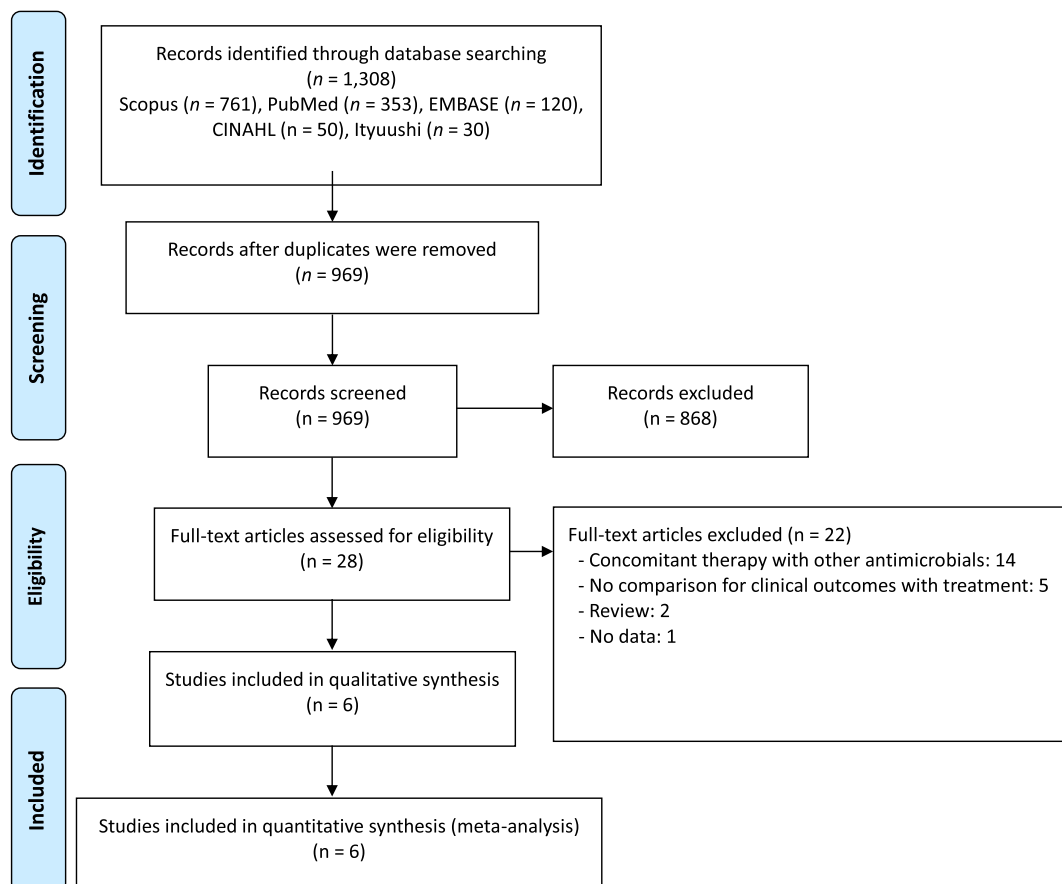 Identification
Records identified through database searching
(n = 1,308)
Scopus (n = 761), PubMed (n = 353), EMBASE (n = 120),
CINAHL (n = 50), Ityuushi (n = 30)
Screening
Records after duplicates were removed
(n = 969)
Records screened
(n = 969)
Records excluded
(n = 868)
Eligibility
Full-text articles assessed for eligibility
(n = 28)
Full-text articles excluded (n = 22)
- Concomitant therapy with other antimicrobials: 14
- No comparison for clinical outcomes with treatment: 5
- Review: 2
- No data: 1
Studies included in qualitative synthesis
(n = 6)
Included
Studies included in quantitative synthesis (meta-analysis)
(n = 6)